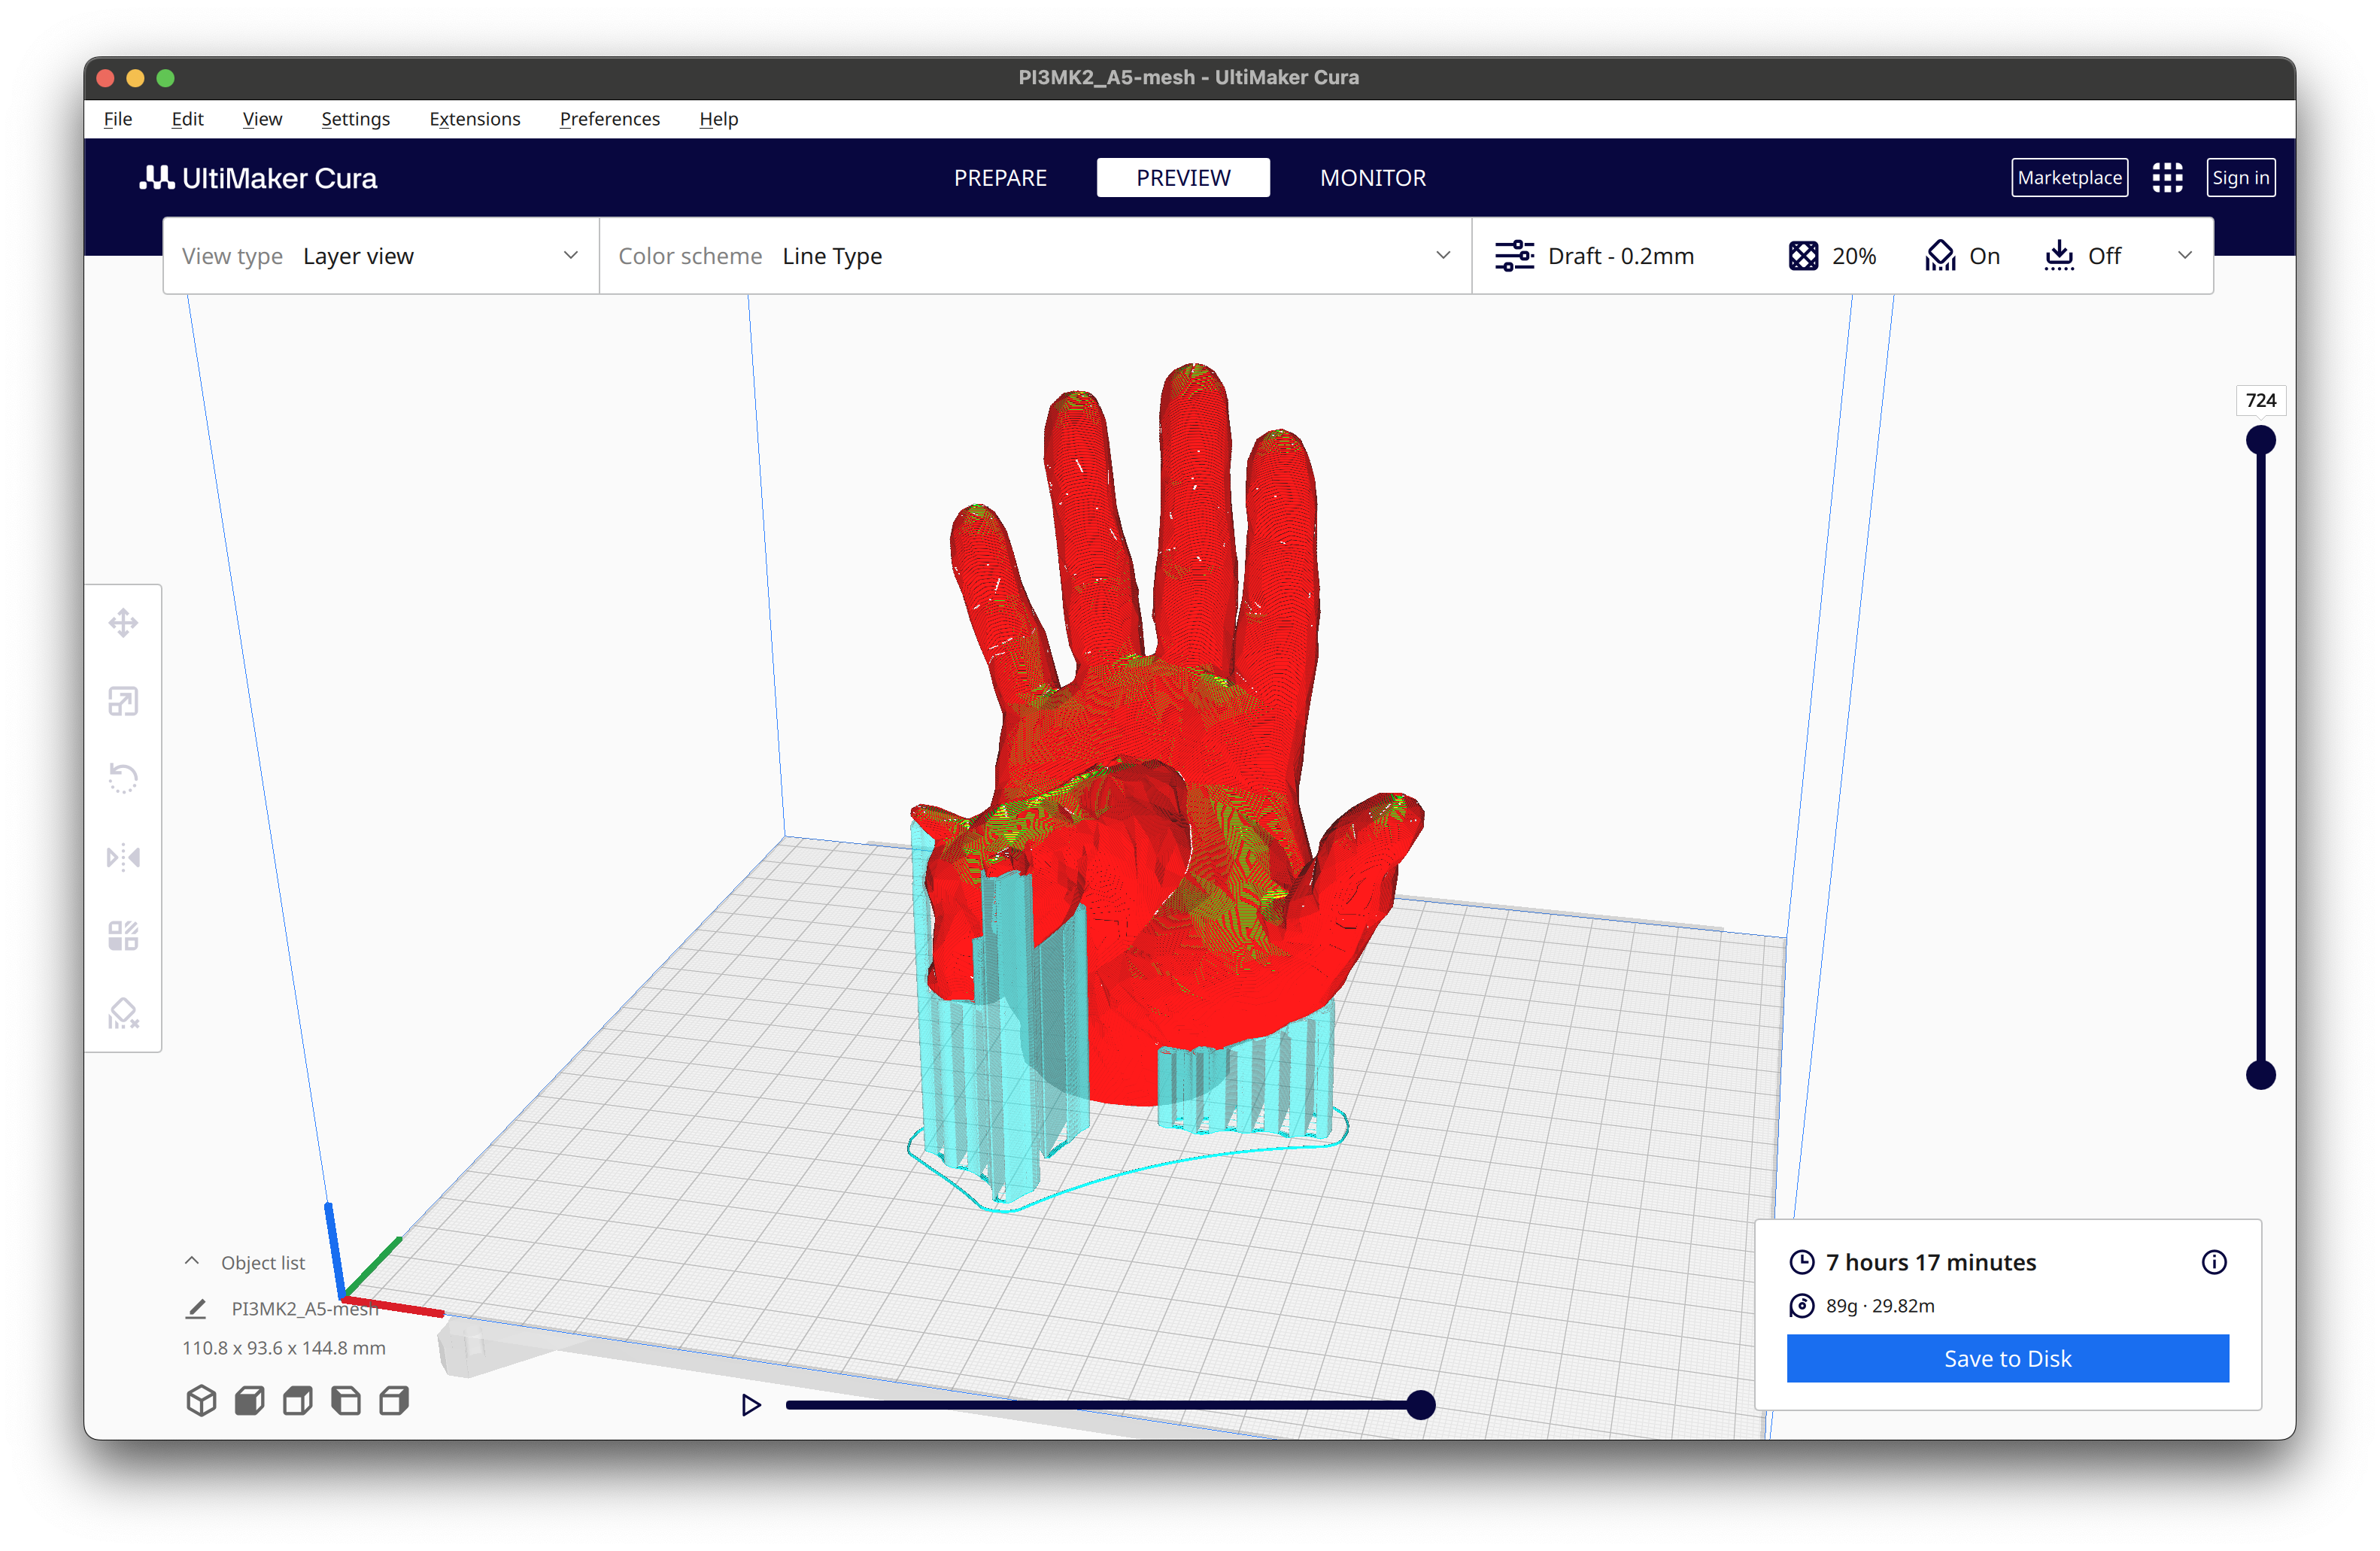 PI3MK2_A5-mesh - UltiMaker Cura
File Edit View Settings Extensions Preferences Help
UltiMaker Cura PREPARE PREVIEW MONITOR Marketplace Sign in
View type Layer view Color scheme Line Type Draft - 0.2mm 20% On Off
724
Object list
PI3MK2_A5-mesh
110.8 x 93.6 x 144.8 mm
7 hours 17 minutes
89g · 29.82m
Save to Disk